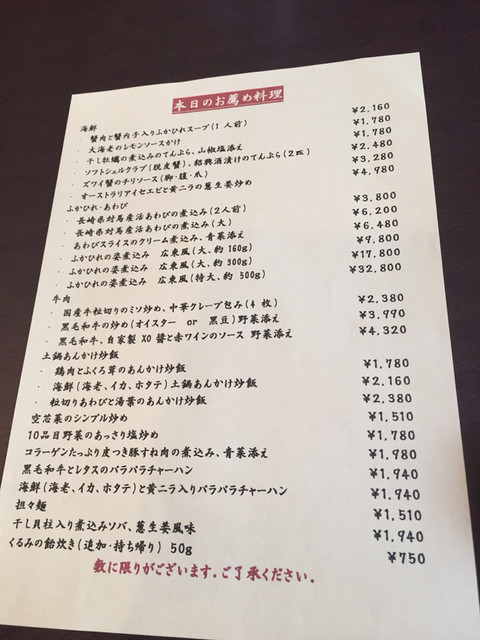 本日のお薦め料理
海鮮
・ 蟹肉と蟹内子入りふかひれスープ(1 人前) ¥2,160
・ 大海老のレモンソースかけ ¥1,780
・ 干し牡蠣の煮込みのてんぷら、山椒塩添え ¥1,780
・ ソフトシェルクラブ(脱皮蟹)、紹興酒漬けのてんぷら(2匹) ¥2,480
・ ズワイ蟹のチリソース(脚・腹・爪) ¥3,280
・ オーストラリアイセエビと黄ニラの葱生姜炒め ¥4,980
ふかひれ・あわび
・ 長崎県対馬産活あわびの煮込み(2人前) ¥3,800
・ 長崎県対馬産活あわびの煮込み(大) ¥6,200
・ あわびスライスのクリーム煮込み、青菜添え ¥6,480
・ ふかひれの姿煮込み 広東風(大、約 160g) ¥9,800
・ ふかひれの姿煮込み 広東風(大、約 300g) ¥17,800
・ ふかひれの姿煮込み 広東風(特大、約 500g) ¥32,800
牛肉
・ 国産牛粒切りのミソ炒め、中華クレープ包み(4 枚) ¥2,380
・ 黒毛和牛の炒め(オイスター or 黒豆)野菜添え ¥3,990
・ 黒毛和牛、自家製 XO 醬と赤ワインのソース 野菜添え ¥4,320
土鍋あんかけ炒飯
・ 鶏肉とふくろ茸のあんかけ炒飯 ¥1,780
・ 海鮮(海老、イカ、ホタテ)土鍋あんかけ炒飯 ¥2,160
・ 粒切りあわびと湯葉のあんかけ炒飯 ¥2,380
空芯菜のシンプル炒め ¥1,510
10品目野菜のあっさり塩炒め ¥1,780
コラーゲンたっぷり皮つき豚すね肉の煮込み、青菜添え ¥1,980
黒毛和牛とレタスのパラパラチャーハン ¥1,940
海鮮(海老、イカ、ホタテ)と黄ニラ入りパラパラチャーハン ¥1,940
担々麺 ¥1,510
干し貝柱入り煮込みソバ、葱生姜風味 ¥1,940
くるみの飴炊き(追加・持ち帰り) 50g ¥750
数に限りがございます。ご了承ください。